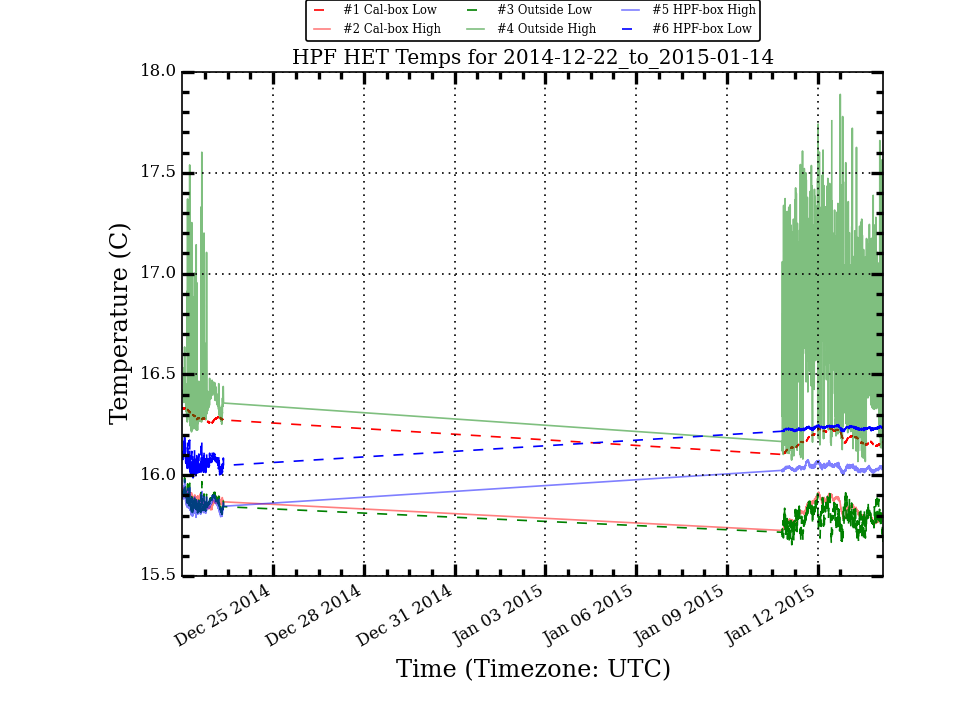 #1 Cal-box Low #3 Outside Low #5 HPF-box High
#2 Cal-box High #4 Outside High #6 HPF-box Low
HPF HET Temps for 2014-12-22_to_2015-01-14
18.0
17.5
17.0
16.5
16.0
15.5
Temperature (C)
Dec 25 2014 Dec 28 2014 Dec 31 2014 Jan 03 2015 Jan 06 2015 Jan 09 2015 Jan 12 2015
Time (Timezone: UTC)